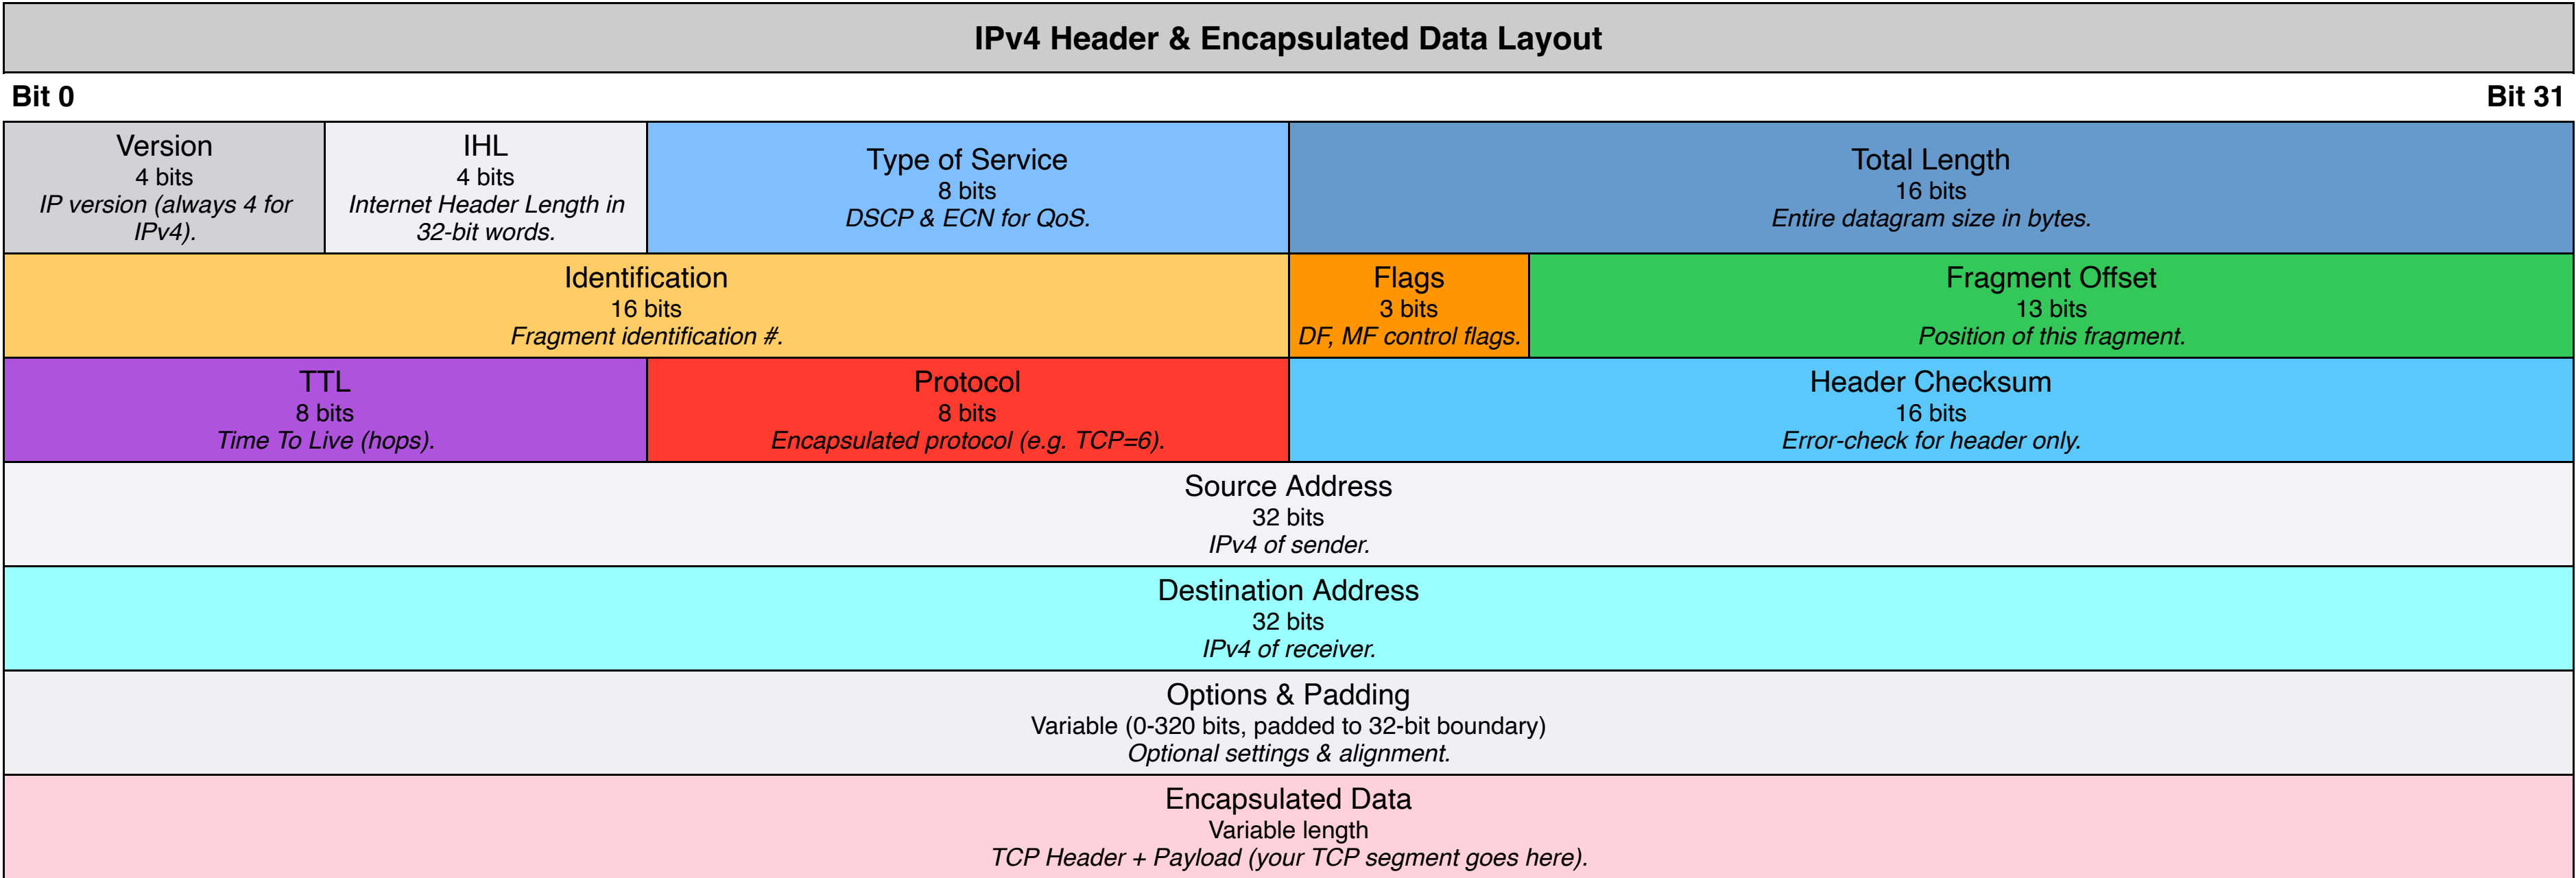 IPv4 Header & Encapsulated Data Layout
Bit 0
Bit 31
Version
4 bits
IP version (always 4 for
IPv4).
IHL
4 bits
Internet Header Length in
32-bit words.
Type of Service
8 bits
DSCP & ECN for QoS.
Total Length
16 bits
Entire datagram size in bytes.
Identification
16 bits
Fragment identification #.
Flags
3 bits
DF, MF control flags.
Fragment Offset
13 bits
Position of this fragment.
TTL
8 bits
Time To Live (hops).
Protocol
8 bits
Encapsulated protocol (e.g. TCP=6).
Header Checksum
16 bits
Error-check for header only.
Source Address
32 bits
IPv4 of sender.
Destination Address
32 bits
IPv4 of receiver.
Options & Padding
Variable (0-320 bits, padded to 32-bit boundary)
Optional settings & alignment.
Encapsulated Data
Variable length
TCP Header + Payload (your TCP segment goes here).